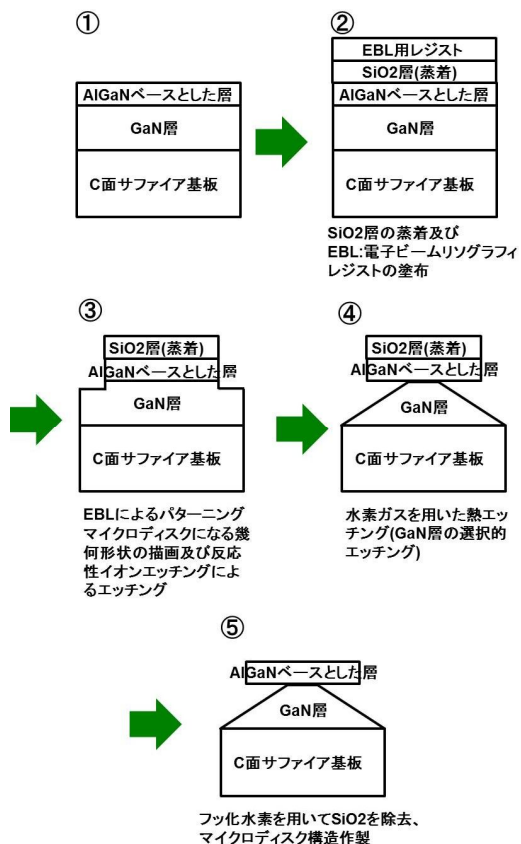 ①
AlGaNベースとした層
GaN層
C面サファイア基板
②
EBL用レジスト
SiO2層(蒸着)
AlGaNベースとした層
GaN層
C面サファイア基板
SiO2層の蒸着及び
EBL:電子ビームリソグラフィ
レジストの塗布
③
SiO2層(蒸着)
AlGaNベースとした層
GaN層
C面サファイア基板
EBLによるパターニング
マイクロディスクになる幾
何形状の描画及び反応
性イオンエッチングによ
るエッチング
④
SiO2層(蒸着)
AlGaNベースとした層
GaN層
C面サファイア基板
水素ガスを用いた熱エッ
チング(GaN層の選択的
エッチング)
⑤
AlGaNベースとした層
GaN層
C面サファイア基板
フッ化水素を用いてSiO2を除去、
マイクロディスク構造作製